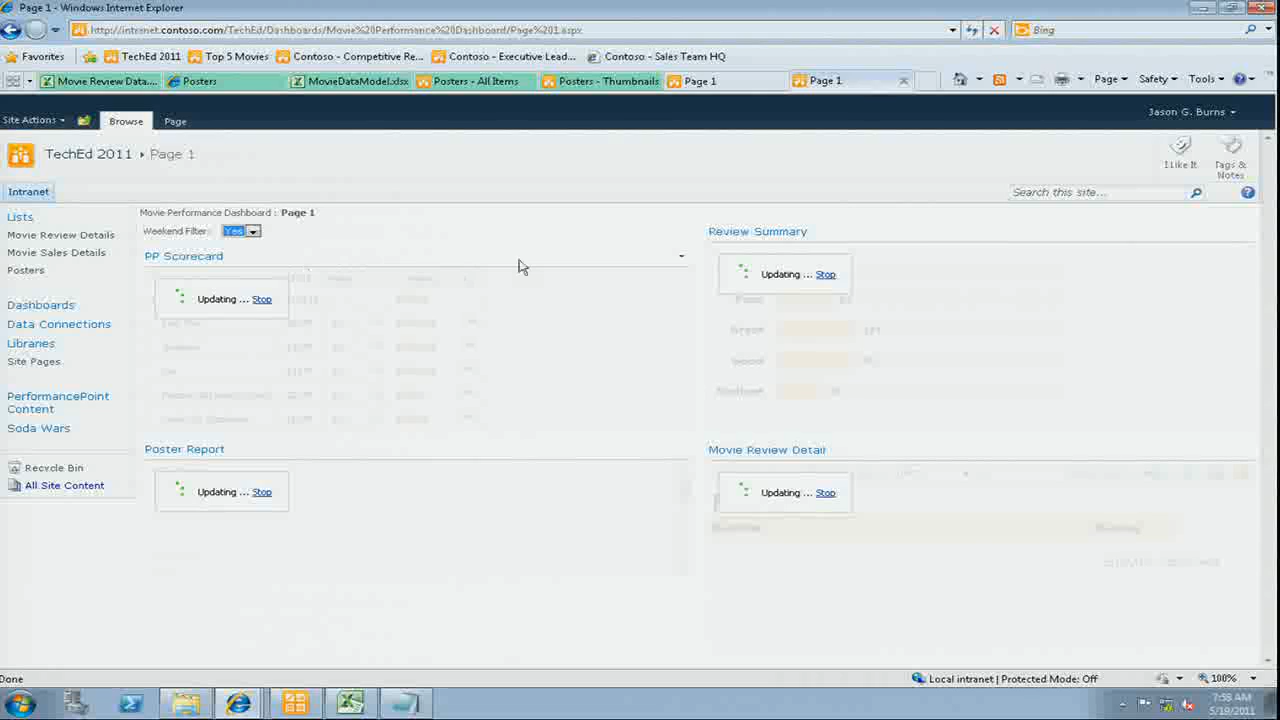 Page 1 - Windows Internet Explorer
http://intranet.contoso.com/TechEd/Dashboards/Movie%20Performance%20Dashboard/Page%201.aspx
Bing
Favorites
TechEd 2011
Top 5 Movies
Contoso - Competitive Re...
Contoso - Executive Lead...
Contoso - Sales Team HQ
Movie Review Data....
Posters
MovieDataModel.xlsx
Posters - All Items
Posters - Thumbnails
Page 1
Page 1
Page
Safety
Tools
Site Actions
Browse
Page
Jason G. Burns
TechEd 2011
Page 1
I Like It
Tags &
Notes
Intranet
Search this site...
Lists
Movie Review Details
Movie Sales Details
Posters
Dashboards
Data Connections
Libraries
Site Pages
PerformancePoint
Content
Soda Wars
Recycle Bin
All Site Content
Movie Performance Dashboard : Page 1
Weekend Filter:
Yes
PP Scorecard
Updating ... Stop
Review Summary
Updating ... Stop
Poster Report
Updating ... Stop
Movie Review Detail
Updating ... Stop
Done
Local intranet | Protected Mode: Off
100%
7:58 AM
5/19/2011